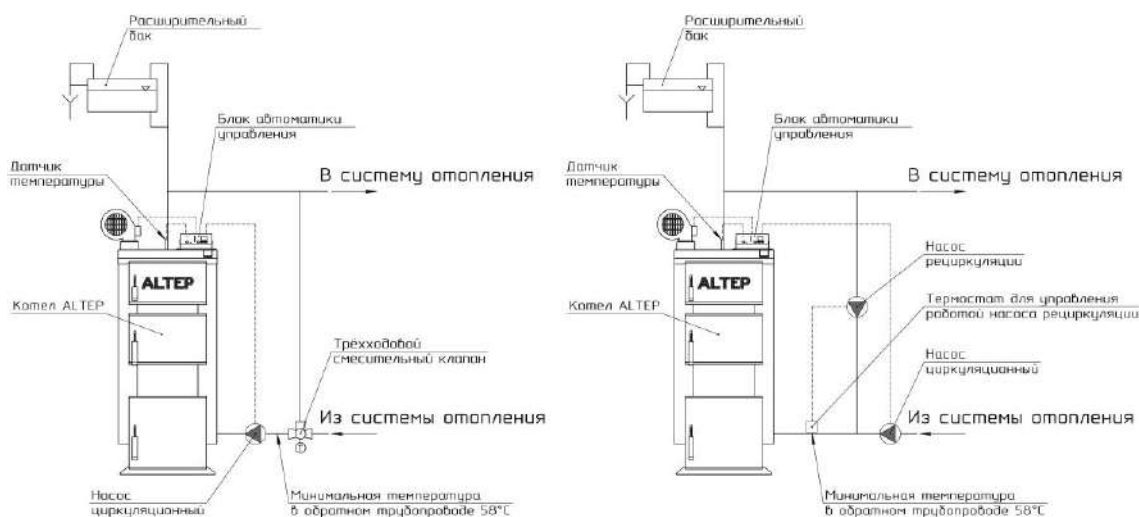 Расширительный
бак
Блок автоматики
управления
Датчик
температуры
В систему отопления
ALTEP
Котел ALTEP
Трёхходовой
смесительный клапан
Из системы отопления
Т
Насос
циркуляционный
Минимальная температура
в обратном трубопроводе 58°С
Расширительный
бак
Блок автоматики
управления
Датчик
температуры
В систему отопления
Насос
рециркуляции
ALTEP
Котел ALTEP
Термостат для управления
работой насоса рециркуляции
Насос
циркуляционный
Из системы отопления
Минимальная температура
в обратном трубопроводе 58°С